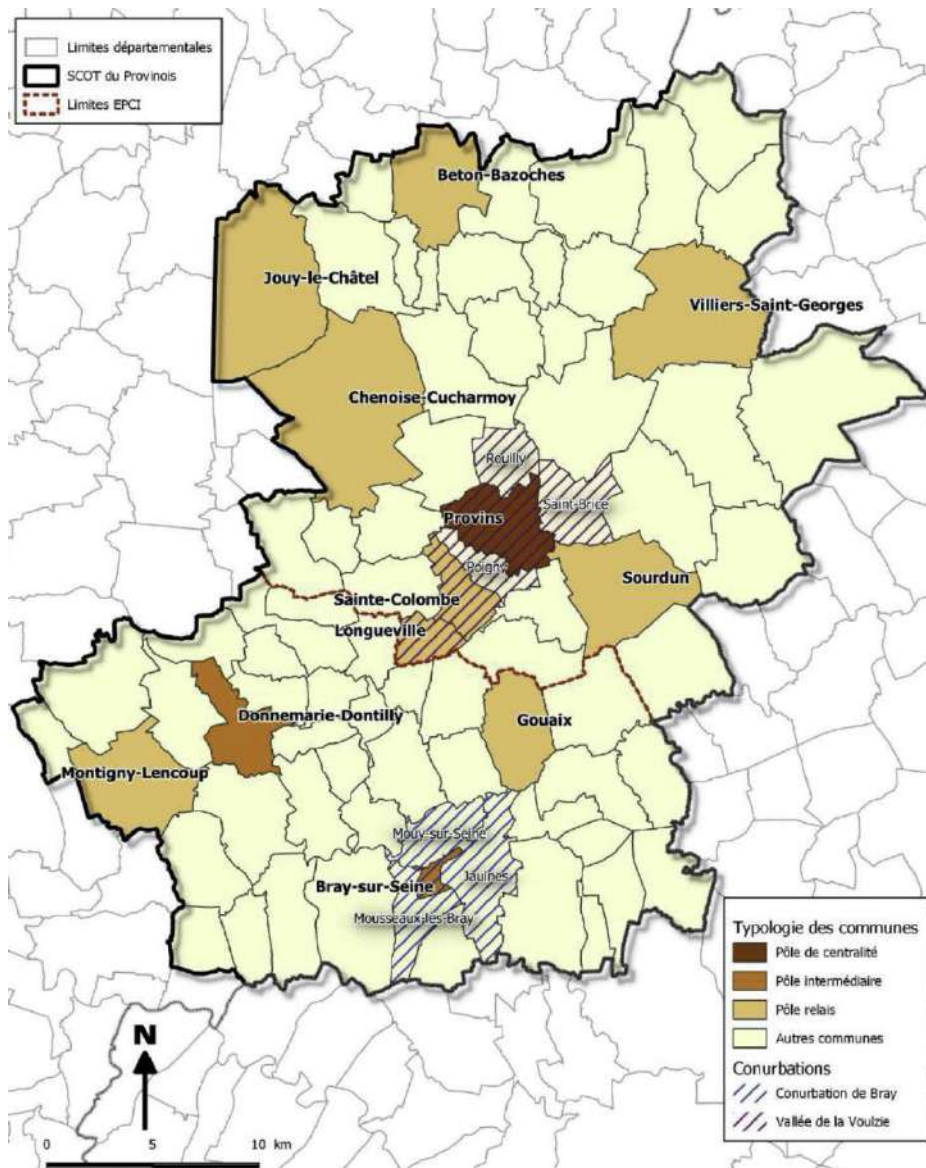 Limites départementales
SCOT du Provinois
Limites EPCI
Beton-Bazoches
Jouy-le-Châtel
Villiers-Saint-Georges
Chenoise-Cucharmoy
Rouilly
Saint-Brice
Provins
Poigny
Sourdun
Sainte-Colombe
Longueville
Donnemarie-Dontilly
Gouaix
Montigny-Lencoup
Mouy-sur-Seine
Jaulnes
Bray-sur-Seine
Mousseaux-lès-Bray
Typologie des communes
Pôle de centralité
Pôle intermédiaire
Pôle relais
Autres communes
Conurbations
Conurbation de Bray
Vallée de la Voulzie
N
0 5 10 km